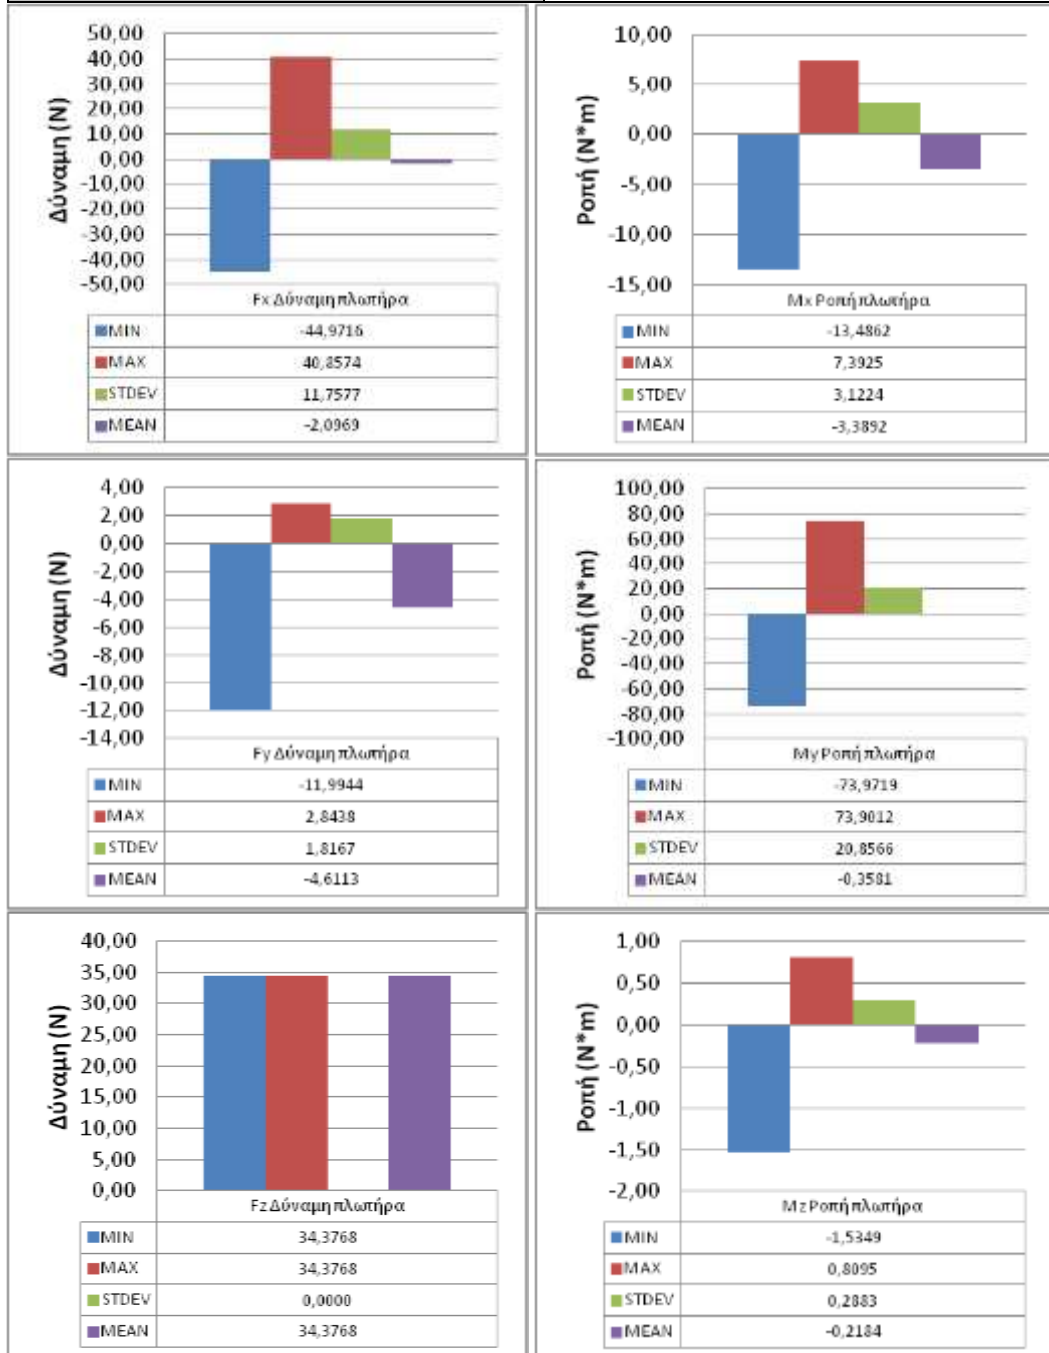 50,00
40,00
30,00
20,00
10,00
0,00
-10,00
-20,00
-30,00
-40,00
-50,00
Δύναμη (N)
Fx Δύναμη πλωτήρα
MIN -44,9716
MAX 40,8574
STDEV 11,7577
MEAN -2,0969
10,00
5,00
0,00
-5,00
-10,00
-15,00
Ροπή (N*m)
Mx Ροπή πλωτήρα
MIN -13,4862
MAX 7,3925
STDEV 3,1224
MEAN -3,3892
4,00
2,00
0,00
-2,00
-4,00
-6,00
-8,00
-10,00
-12,00
-14,00
Δύναμη (N)
Fy Δύναμη πλωτήρα
MIN -11,9944
MAX 2,8438
STDEV 1,8167
MEAN -4,6113
100,00
80,00
60,00
40,00
20,00
0,00
-20,00
-40,00
-60,00
-80,00
-100,00
Ροπή (N*m)
My Ροπή πλωτήρα
MIN -73,9719
MAX 73,9012
STDEV 20,8566
MEAN -0,3581
40,00
35,00
30,00
25,00
20,00
15,00
10,00
5,00
0,00
Δύναμη (N)
Fz Δύναμη πλωτήρα
MIN 34,3768
MAX 34,3768
STDEV 0,0000
MEAN 34,3768
1,00
0,50
0,00
-0,50
-1,00
-1,50
-2,00
Ροπή (N*m)
Mz Ροπή πλωτήρα
MIN -1,5349
MAX 0,8095
STDEV 0,2883
MEAN -0,2184